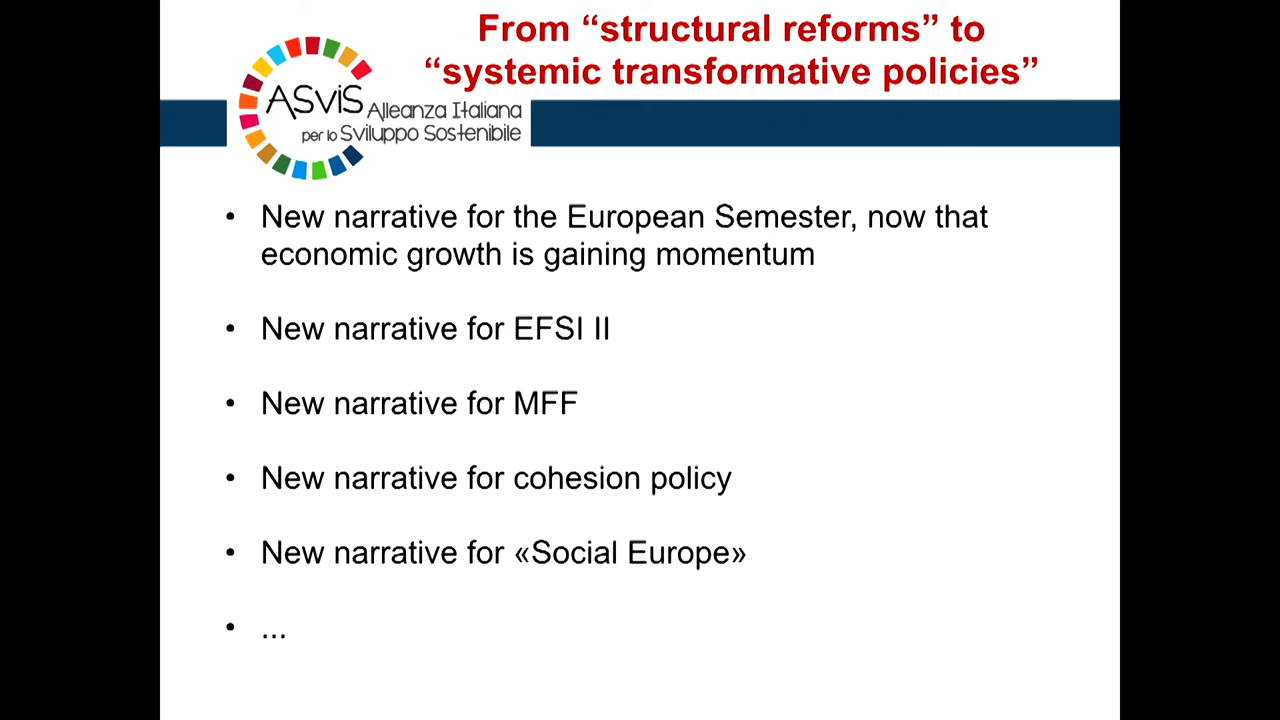 From “structural reforms” to
“systemic transformative policies”
ASviS Alleanza Italiana
per lo Sviluppo Sostenibile
• New narrative for the European Semester, now that
economic growth is gaining momentum
• New narrative for EFSI II
• New narrative for MFF
• New narrative for cohesion policy
• New narrative for «Social Europe»
• ...